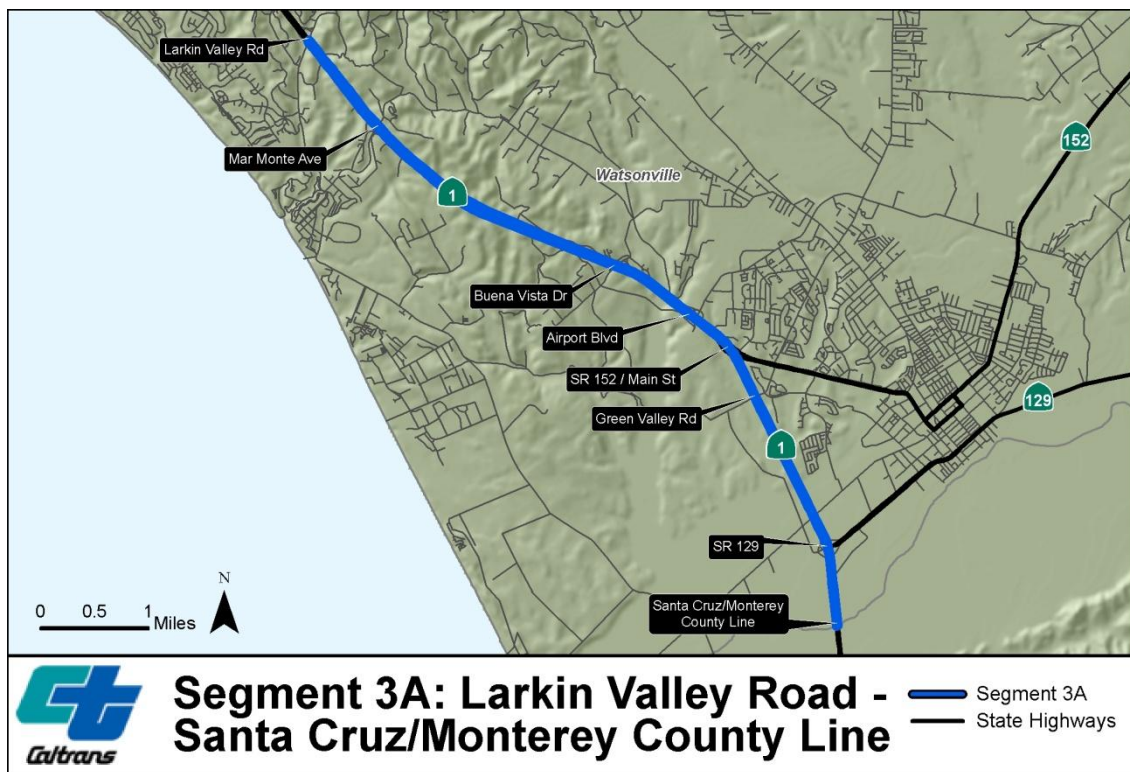 Larkin Valley Rd
Mar Monte Ave
1
Watsonville
152
Buena Vista Dr
Airport Blvd
SR 152 / Main St
Green Valley Rd
129
1
SR 129
Santa Cruz/Monterey
County Line
N
0 0.5 1
Miles
Caltrans
Segment 3A: Larkin Valley Road -
Santa Cruz/Monterey County Line
Segment 3A
State Highways